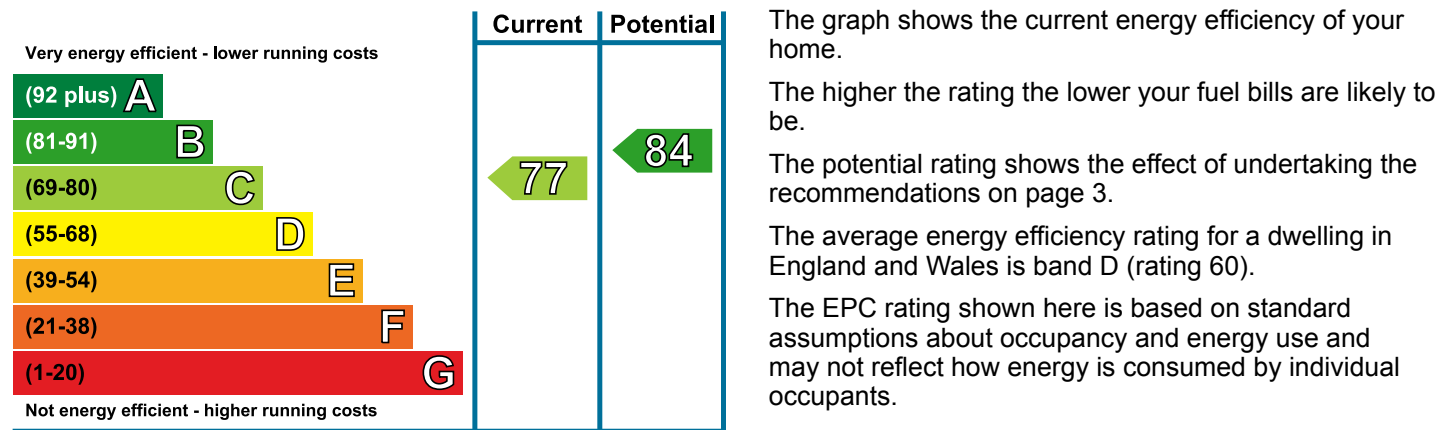 Current Potential
Very energy efficient - lower running costs
(92 plus) A
(81-91) B
84
(69-80) C
77
(55-68) D
(39-54) E
(21-38) F
(1-20) G
Not energy efficient - higher running costs
The graph shows the current energy efficiency of your
home.
The higher the rating the lower your fuel bills are likely to
be.
The potential rating shows the effect of undertaking the
recommendations on page 3.
The average energy efficiency rating for a dwelling in
England and Wales is band D (rating 60).
The EPC rating shown here is based on standard
assumptions about occupancy and energy use and
may not reflect how energy is consumed by individual
occupants.